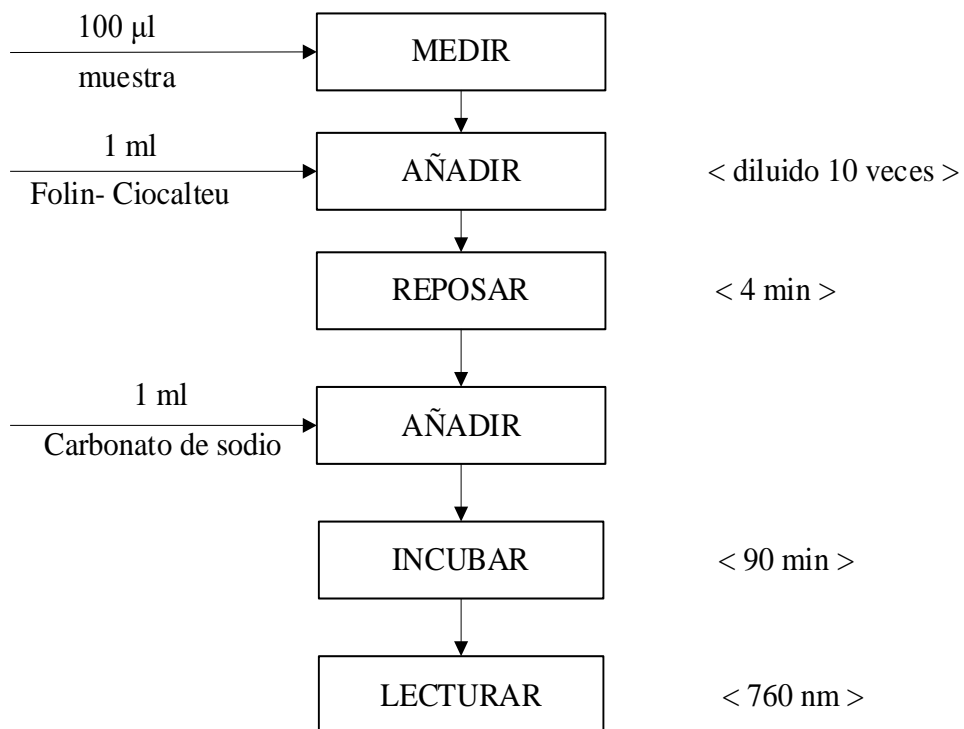 100 µl
MEDIR
muestra
1 ml
AÑADIR
< diluido 10 veces >
Folin- Ciocalteu
REPOSAR
< 4 min >
1 ml
AÑADIR
Carbonato de sodio
INCUBAR
< 90 min >
LECTURAR
< 760 nm >